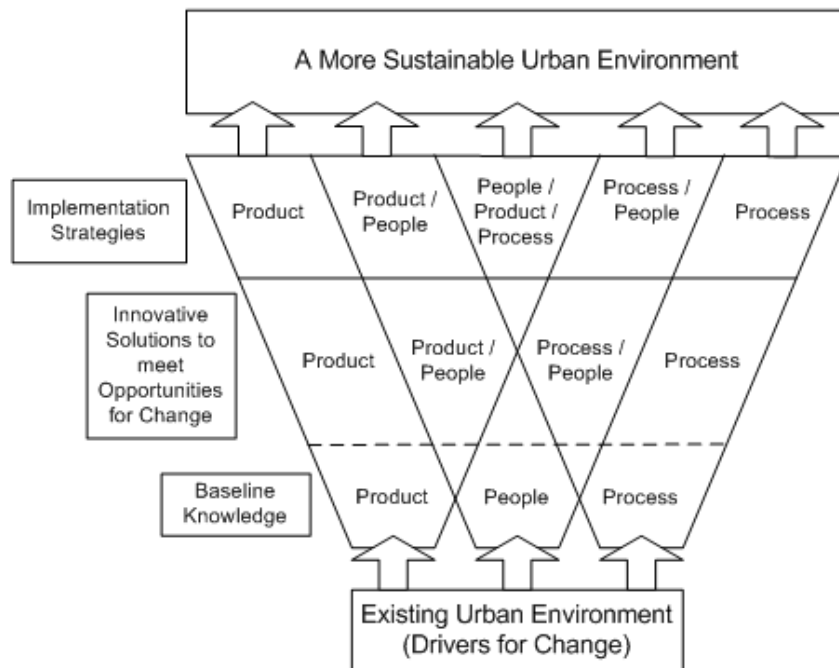 A More Sustainable Urban Environment
Implementation
Strategies
Product
Product /
People
People /
Product /
Process
Process /
People
Process
Innovative
Solutions to
meet
Opportunities
for Change
Product
Product /
People
Process /
People
Process
Baseline
Knowledge
Product
People
Process
Existing Urban Environment
(Drivers for Change)